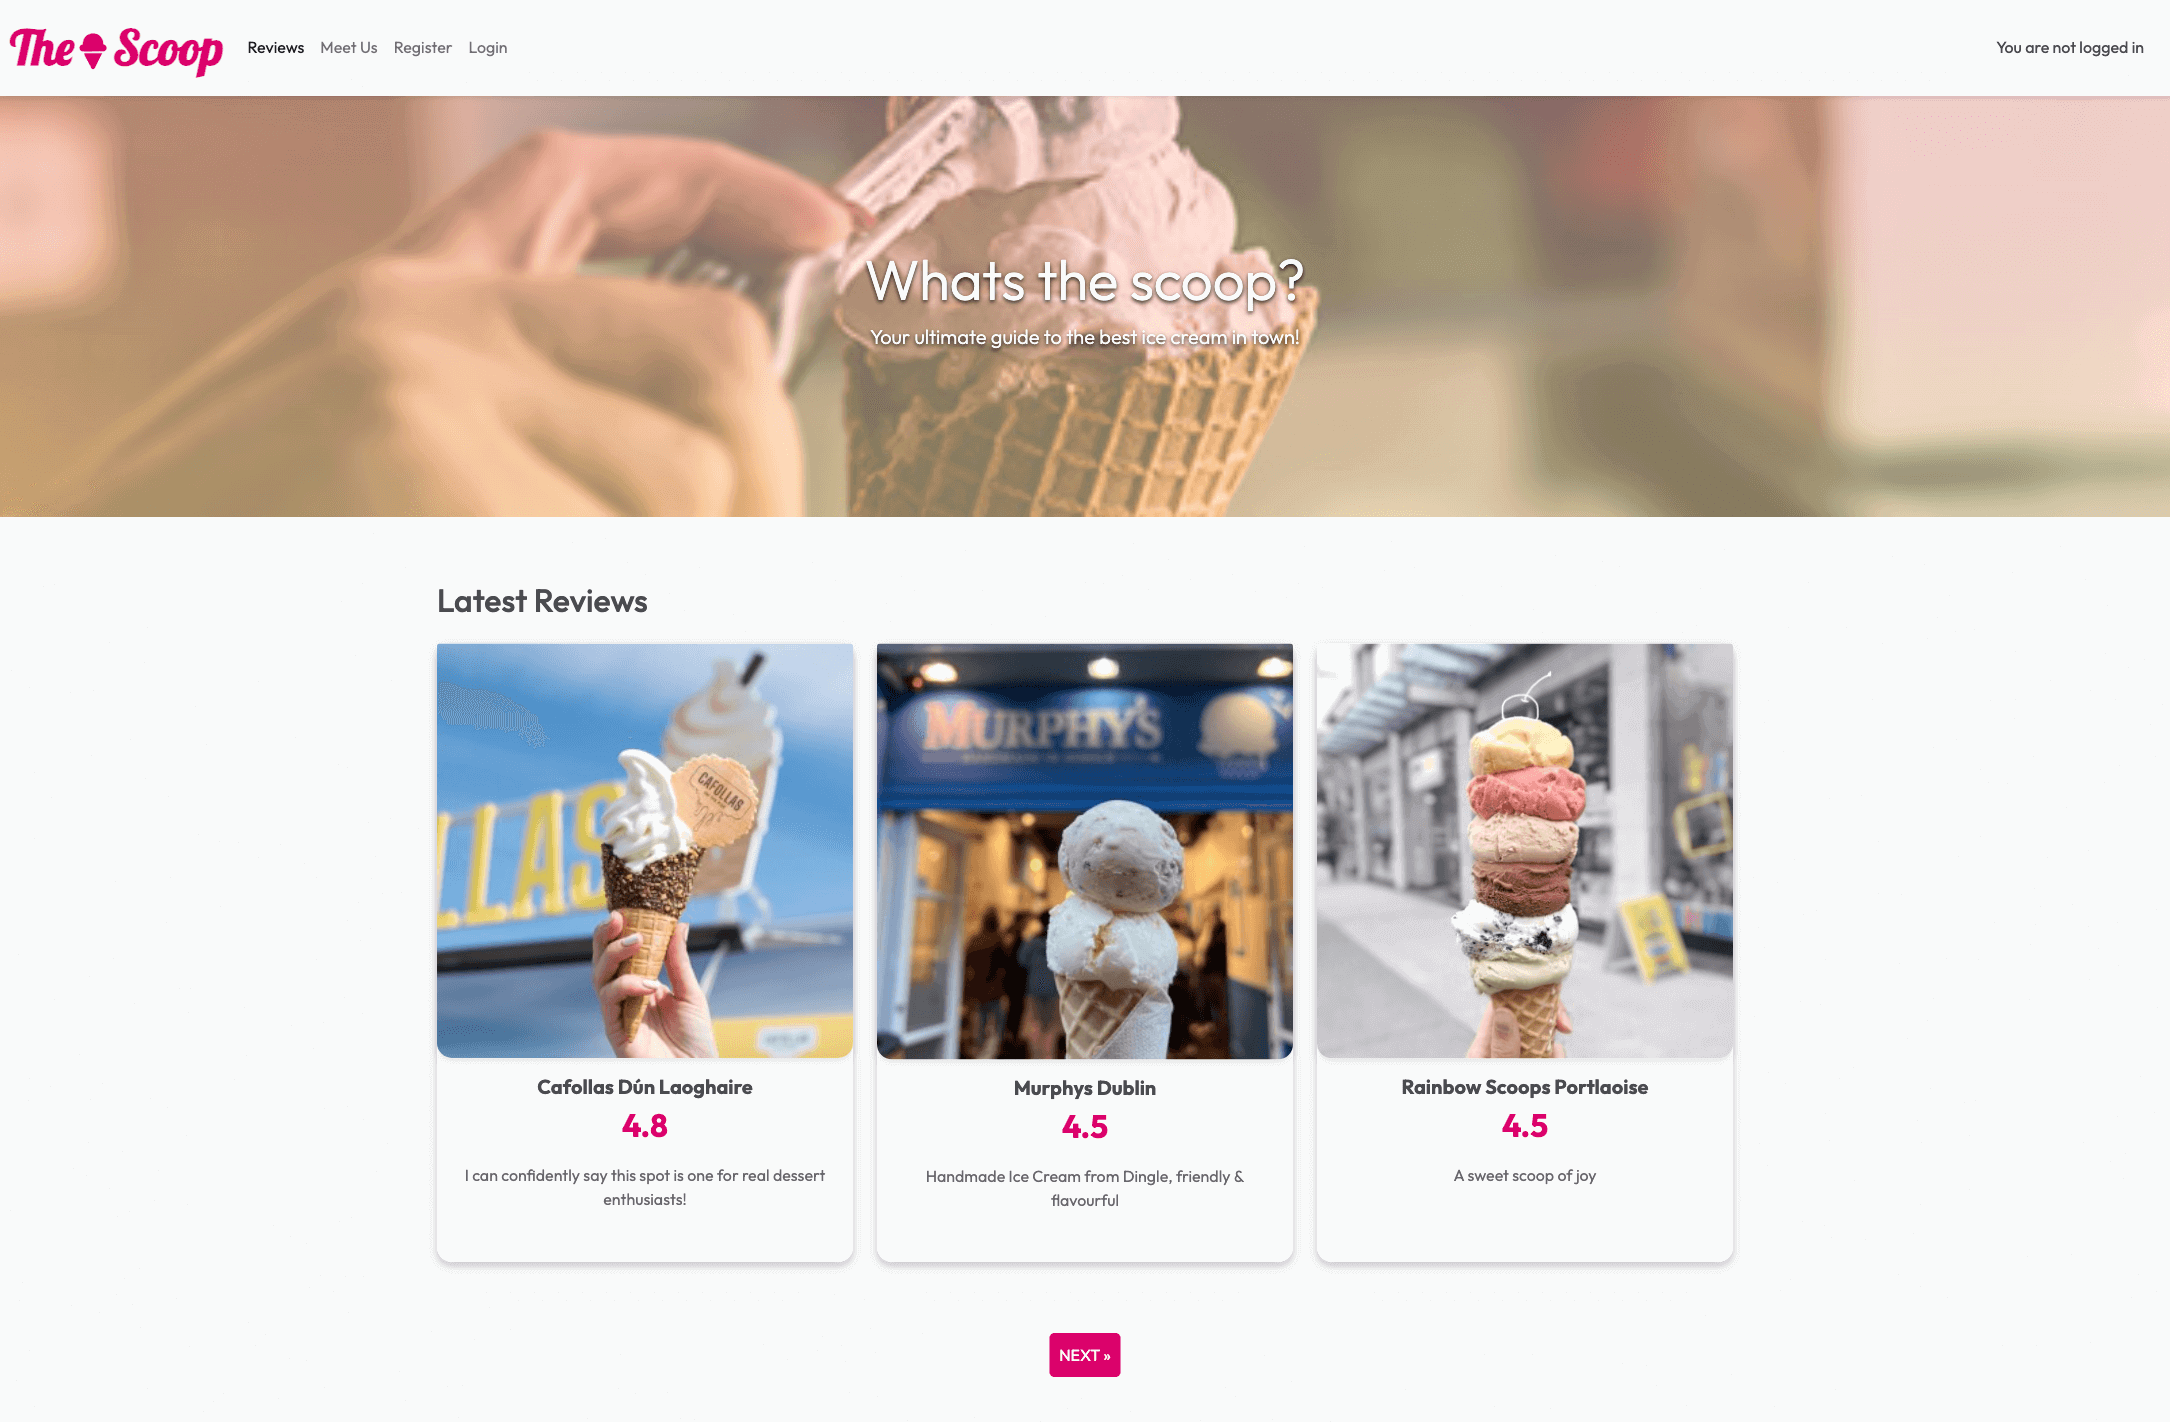 The Scoop
Reviews Meet Us Register Login
You are not logged in
Whats the scoop?
Your ultimate guide to the best ice cream in town!
Latest Reviews
LLAS
CAFOLLAS
MURPHY'S
Cafollas Dún Laoghaire
4.8
I can confidently say this spot is one for real dessert
enthusiasts!
Murphys Dublin
4.5
Handmade Ice Cream from Dingle, friendly &
flavourful
Rainbow Scoops Portlaoise
4.5
A sweet scoop of joy
NEXT »